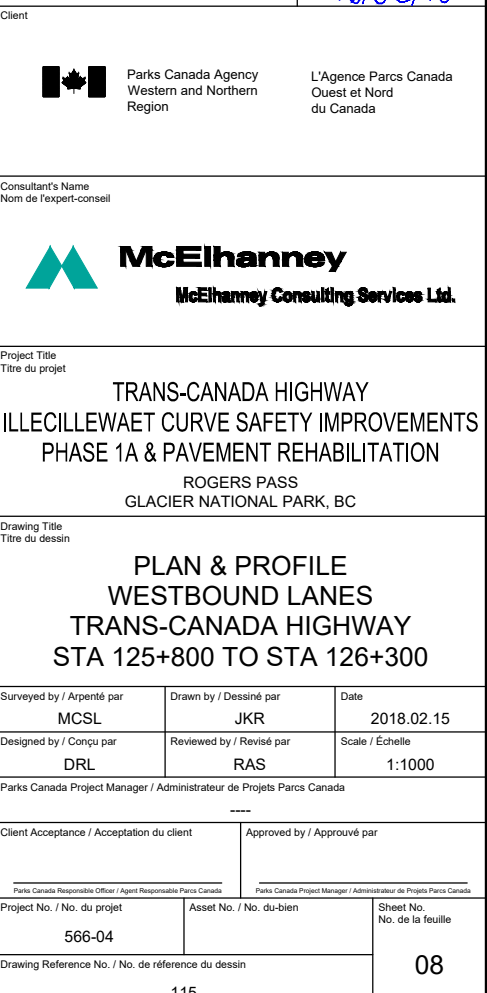 Client
Parks Canada Agency
Western and Northern
Region
L'Agence Parcs Canada
Ouest et Nord
du Canada
Consultant's Name
Nom de l'expert-conseil
McElhanney
McElhanney Consulting Services Ltd.
Project Title
Titre du projet
TRANS-CANADA HIGHWAY
ILLECILLEWAET CURVE SAFETY IMPROVEMENTS
PHASE 1A & PAVEMENT REHABILITATION
ROGERS PASS
GLACIER NATIONAL PARK, BC
Drawing Title
Titre du dessin
PLAN & PROFILE
WESTBOUND LANES
TRANS-CANADA HIGHWAY
STA 125+800 TO STA 126+300
Surveyed by / Arpenté par
MCSL
Drawn by / Dessiné par
JKR
Date
2018.02.15
Designed by / Conçu par
DRL
Reviewed by / Revisé par
RAS
Scale / Échelle
1:1000
Parks Canada Project Manager / Administrateur de Projets Parcs Canada
----
Client Acceptance / Acceptation du client
Parks Canada Responsible Officer / Agent Responsable Parcs Canada
Approved by / Approuvé par
Parks Canada Project Manager / Administrateur de Projets Parcs Canada
Project No. / No. du projet
566-04
Asset No. / No. du-bien
Sheet No.
No. de la feuille
08
Drawing Reference No. / No. de réference du dessin
115